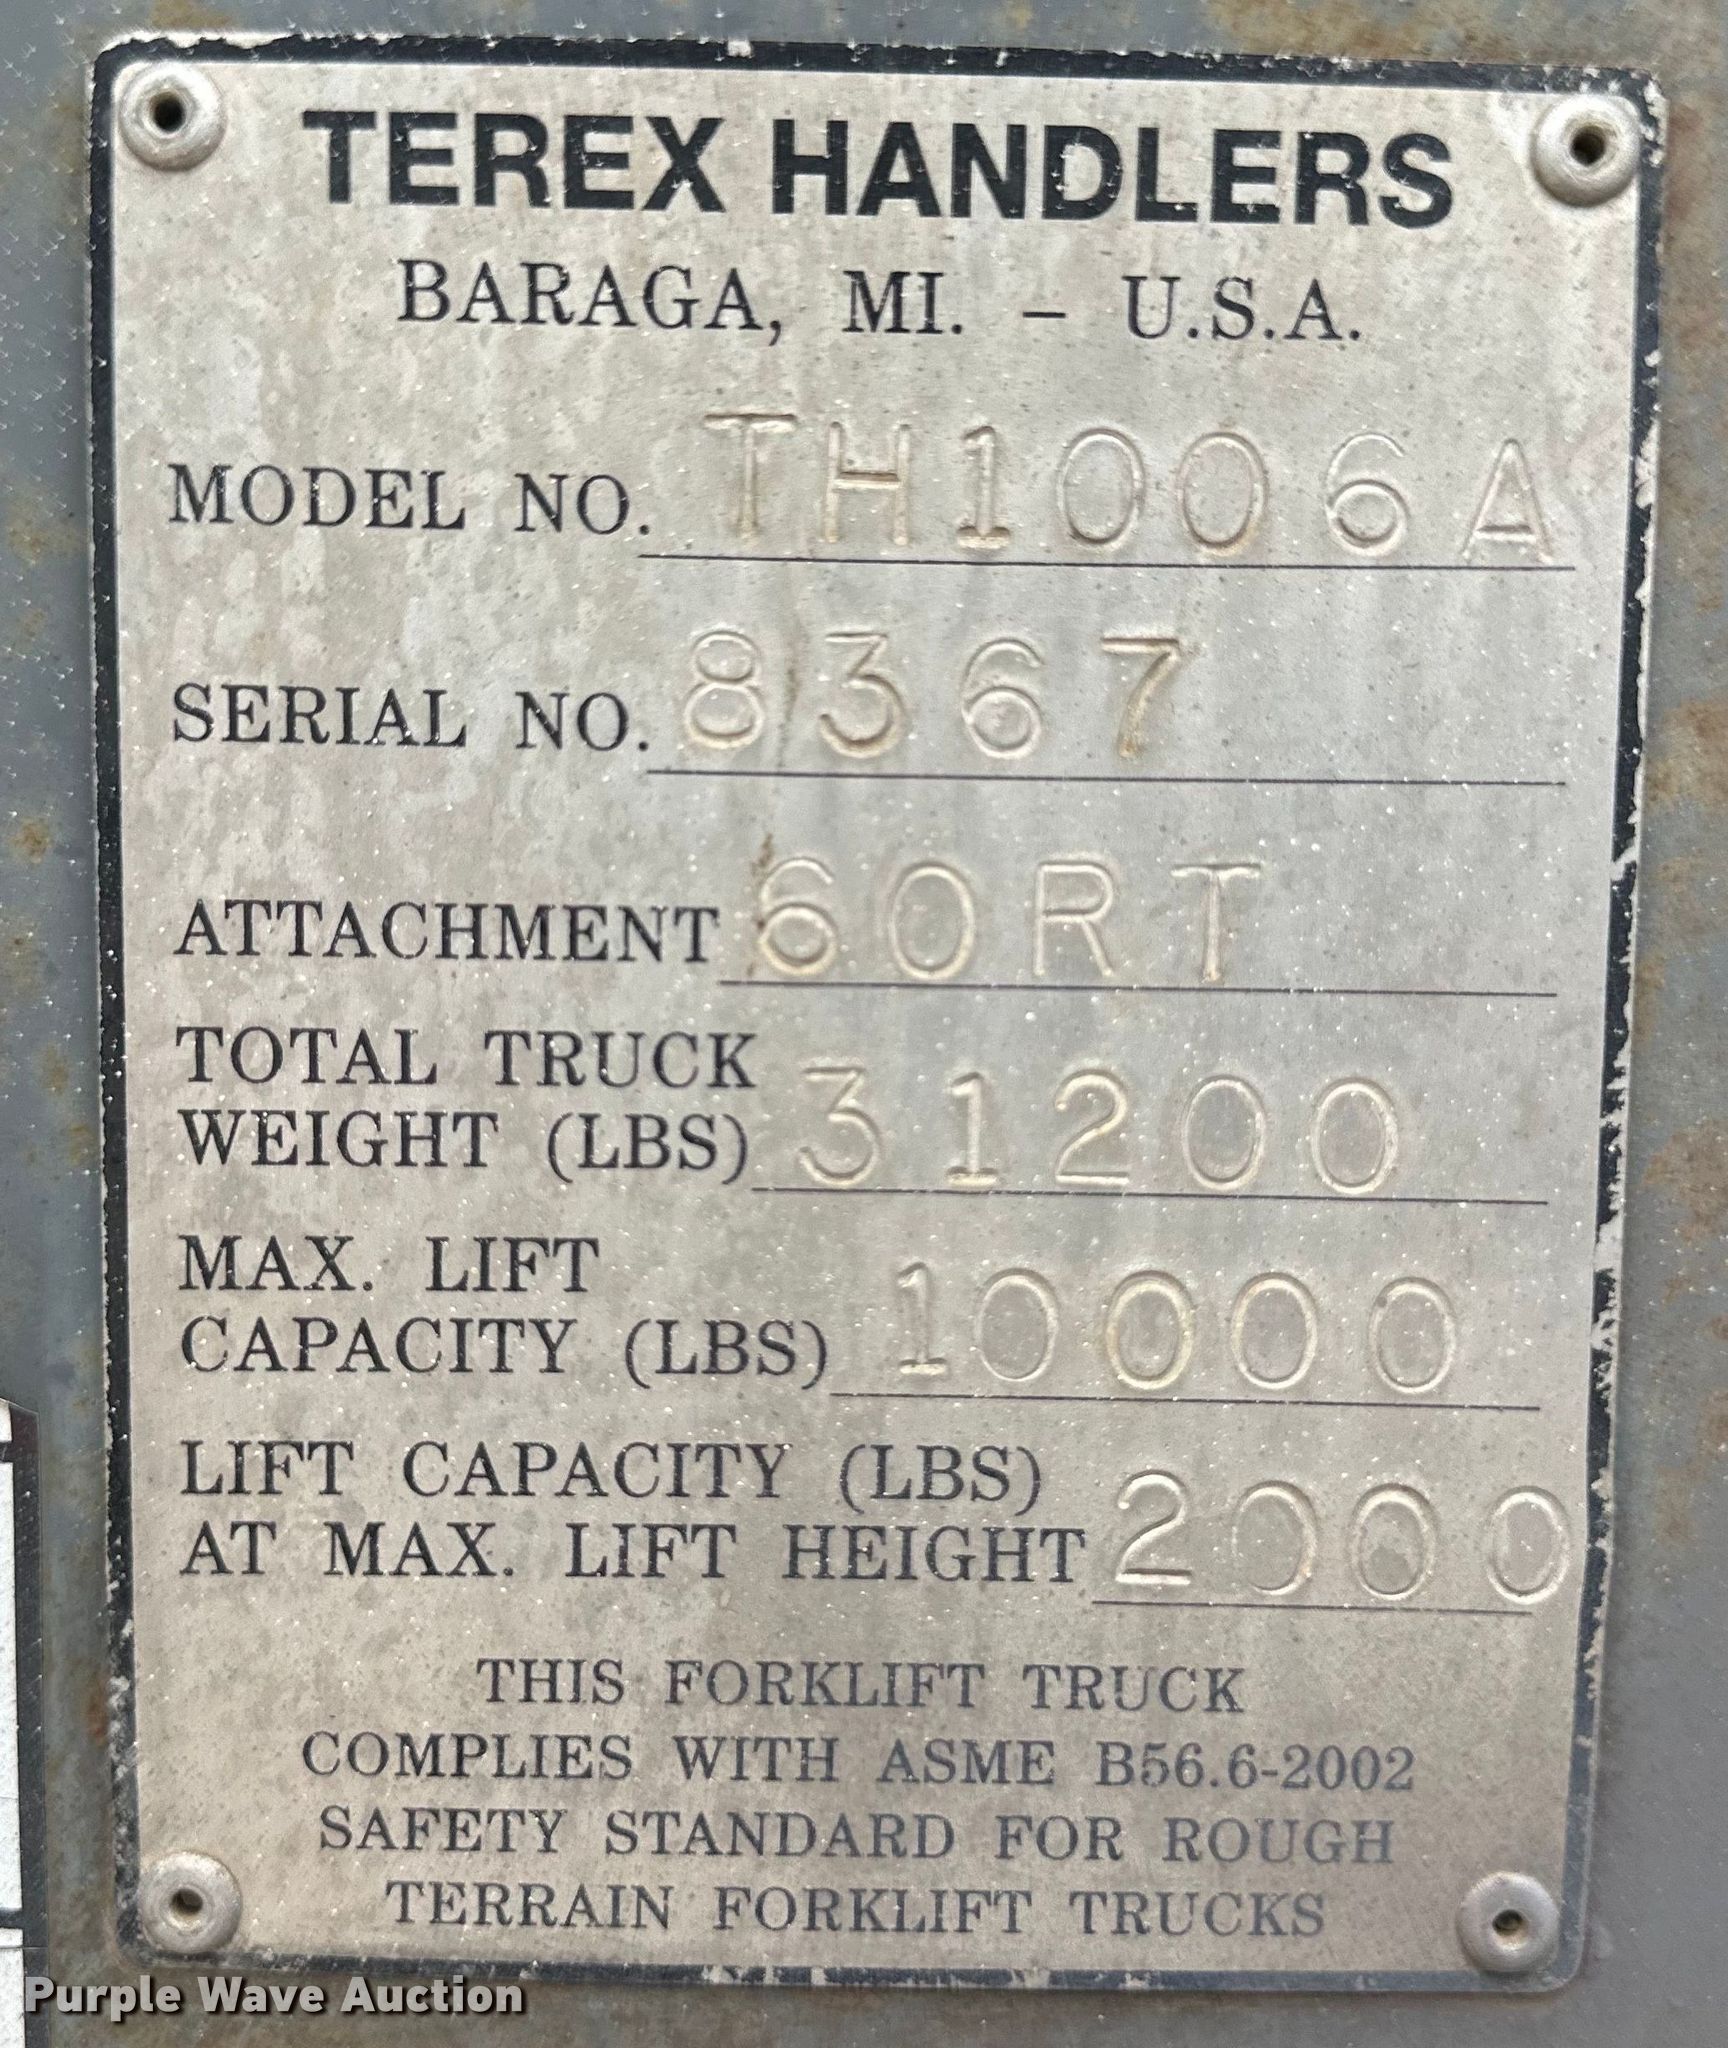 TEREX HANDLERS
BARAGA, MI. - U.S.A.
MODEL NO. TH1006A
SERIAL NO. 8367
ATTACHMENT 60RT
TOTAL TRUCK
WEIGHT (LBS) 31200
MAX. LIFT
CAPACITY (LBS) 10000
LIFT CAPACITY (LBS)
AT MAX. LIFT HEIGHT 2000
THIS FORKLIFT TRUCK
COMPLIES WITH ASME B56.6-2002
SAFETY STANDARD FOR ROUGH
TERRAIN FORKLIFT TRUCKS
Purple Wave Auction